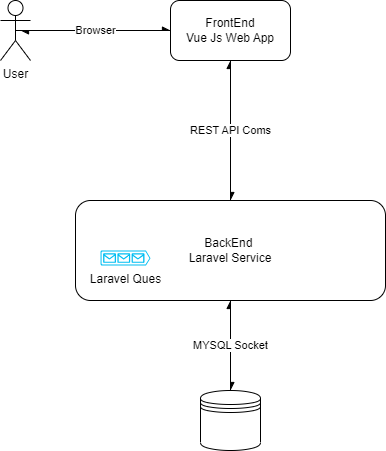 FrontEnd
Vue Js Web App
Browser
User
REST API Coms
BackEnd
Laravel Service
Laravel Ques
MYSQL Socket